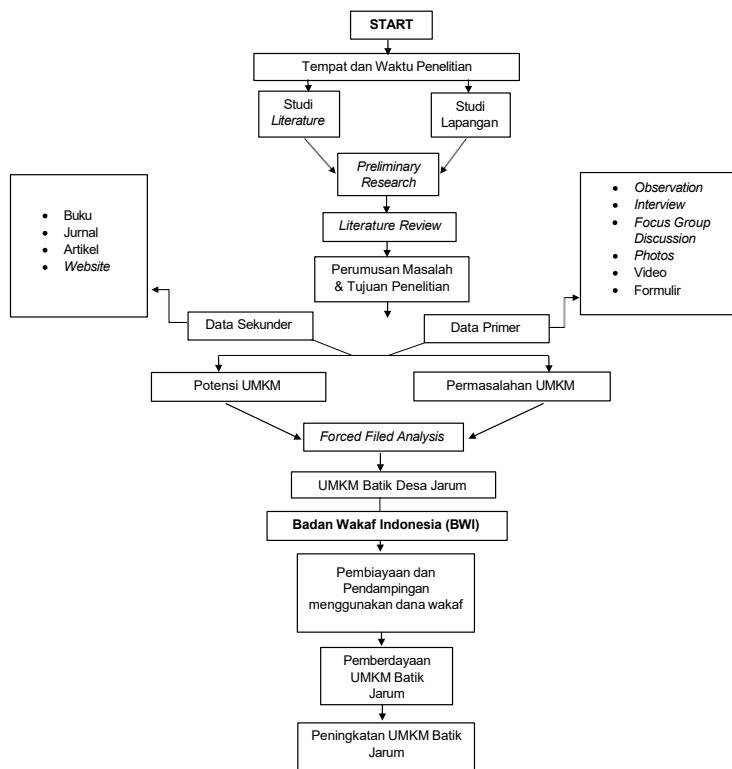 START
Tempat dan Waktu Penelitian
Studi
Literature
Studi
Lapangan
Preliminary
Research
Literature Review
Perumusan Masalah
& Tujuan Penelitian
• Buku
• Jurnal
• Artikel
• Website
• Observation
• Interview
• Focus Group
Discussion
• Photos
• Video
• Formulir
Data Sekunder
Data Primer
Potensi UMKM
Permasalahan UMKM
Forced Filed Analysis
UMKM Batik Desa Jarum
Badan Wakaf Indonesia (BWI)
Pembiayaan dan
Pendampingan
menggunakan dana wakaf
Pemberdayaan
UMKM Batik
Jarum
Peningkatan UMKM Batik
Jarum